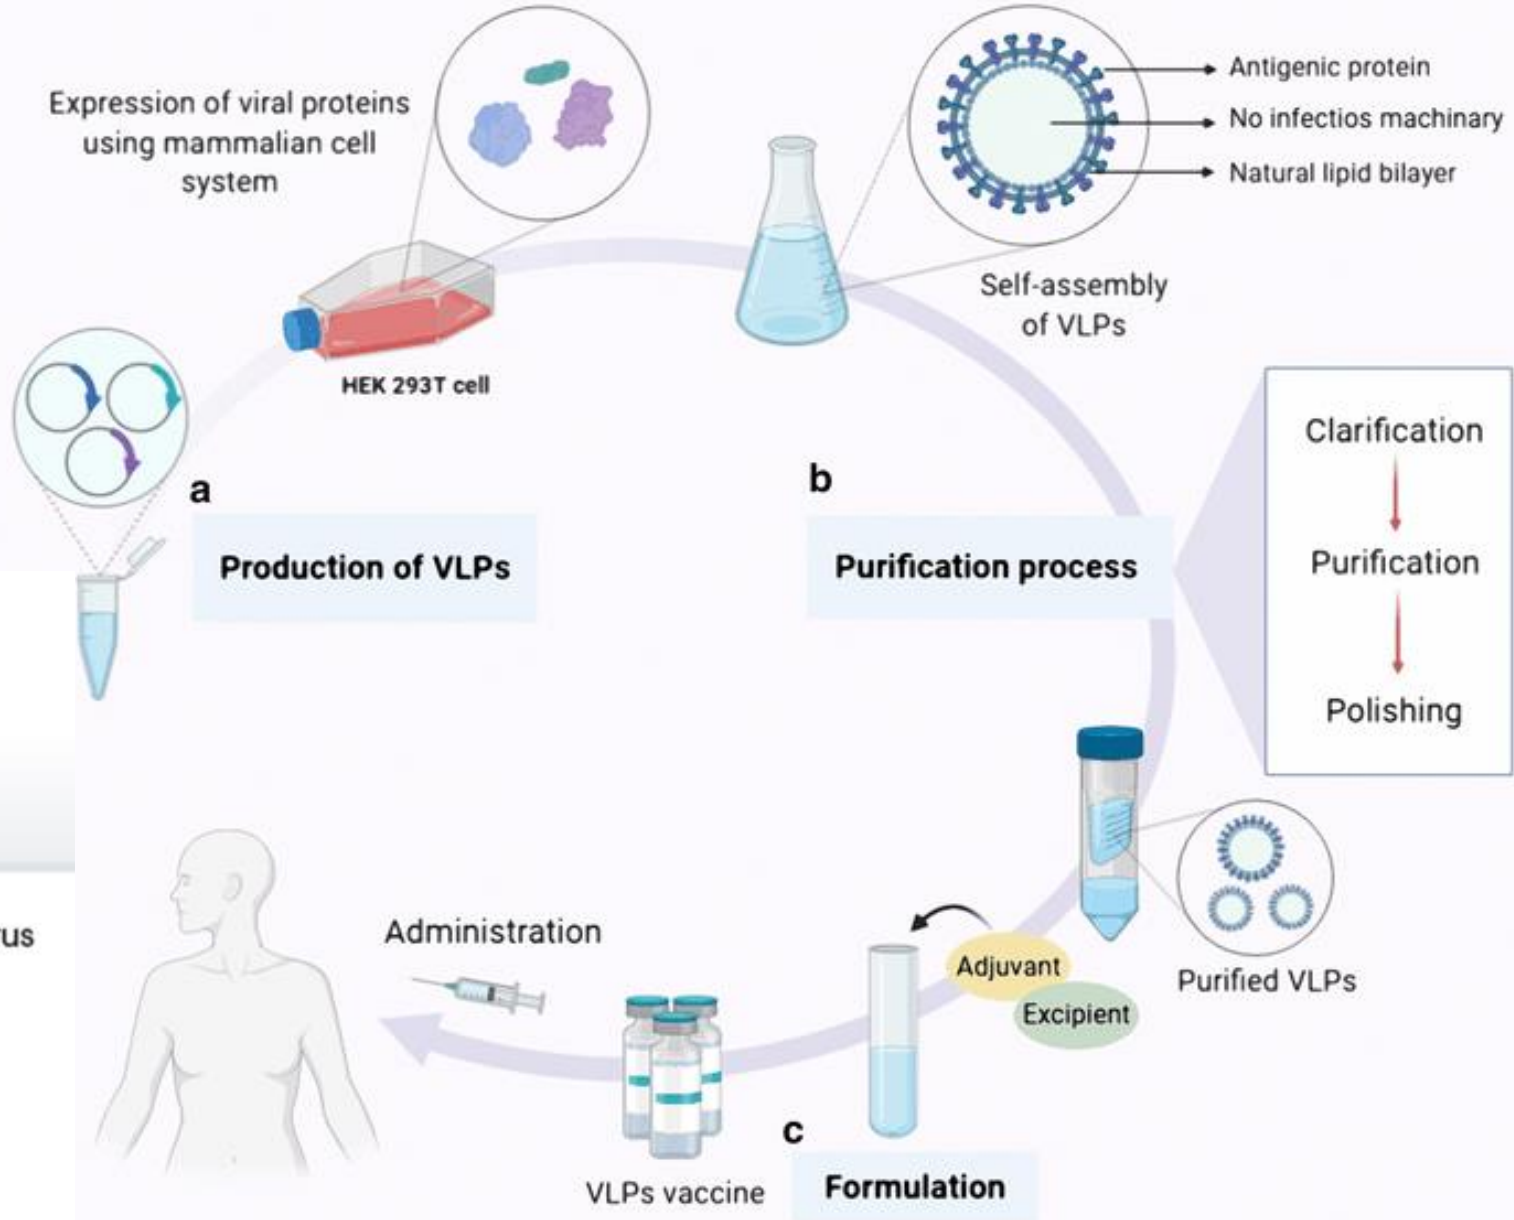 Expression of viral proteins
using mammalian cell
system
HEK 293T cell
Antigenic protein
No infectios machinary
Natural lipid bilayer
Self-assembly
of VLPs
a
Production of VLPs
b
Purification process
Clarification
Purification
Polishing
Purified VLPs
Adjuvant
Excipient
c
Formulation
VLPs vaccine
Administration
rus